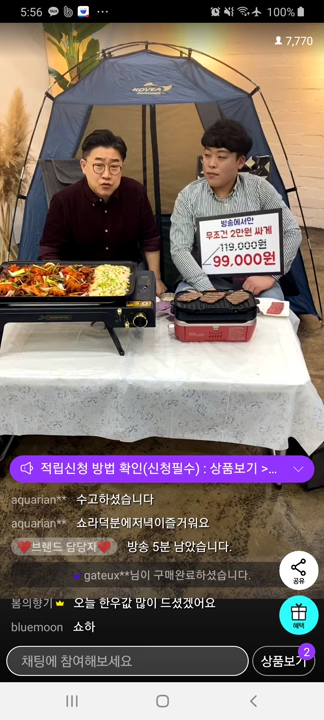 5:56
100%
7,770
KOVEA
방송에서만
무조건 2만원 싸게
119,000원
99,000원
적립신청 방법 확인(신청필수) : 상품보기 >...
aquarian** 수고하셨습니다
aquarian** 쇼라덕분에저녁이즐거워요
❤️브랜드 담당자❤️ 방송 5분 남았습니다.
gateux**님이 구매완료하셨습니다.
봄의향기 오늘 한우값 많이 드셨겠어요
bluemoon 쇼하
공유
혜택
채팅에 참여해보세요
상품보기
2